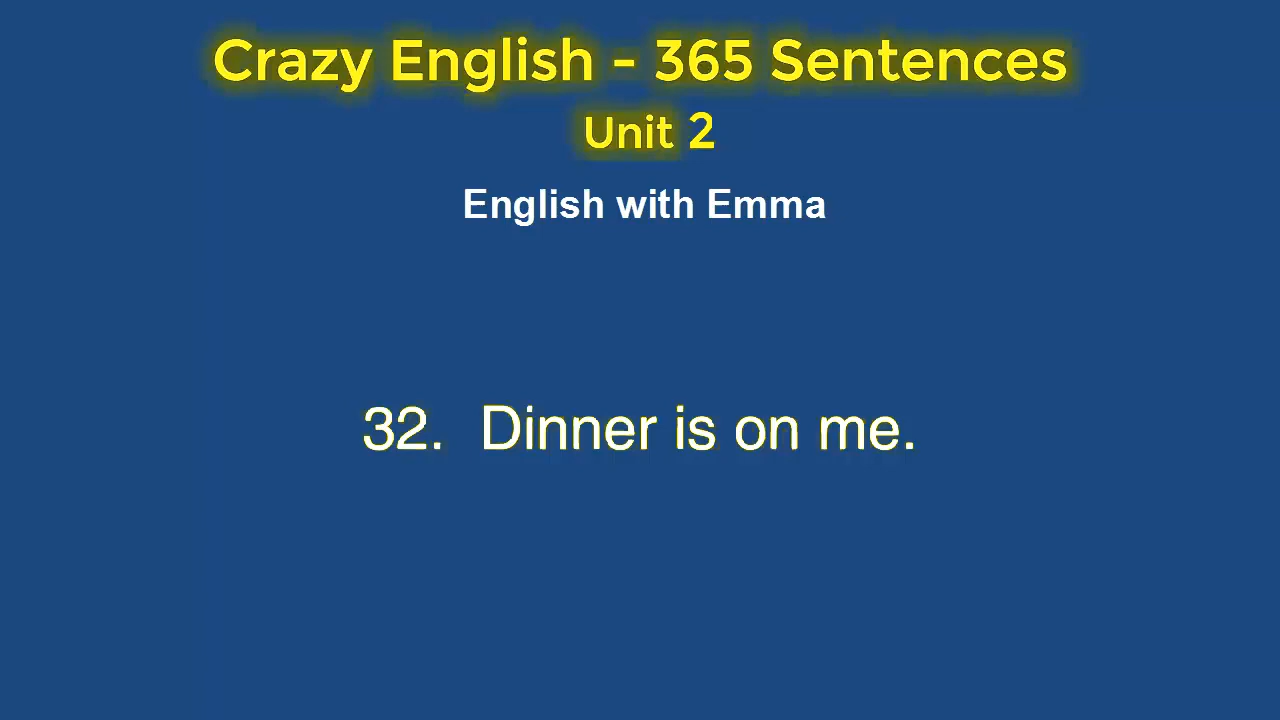 Crazy English - 365 Sentences
Unit 2
English with Emma
32. Dinner is on me.